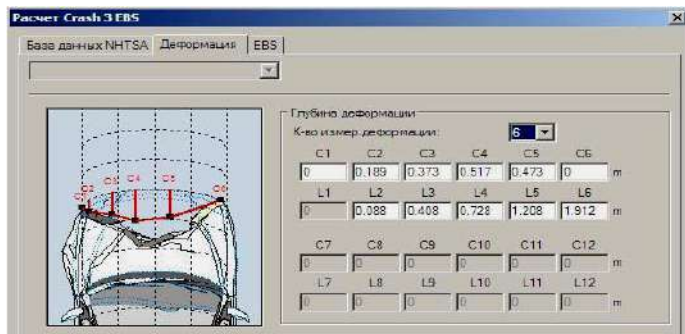 Расчет Crash 3 EBS
База данных NHTSA Деформация EBS
Глубина деформации
К-во измер.деформации: 6
C1 C2 C3 C4 C5 C6
0 0.189 0.373 0.517 0.473 0 m
L1 L2 L3 L4 L5 L6
0 0.088 0.408 0.728 1.208 1.912 m
C7 C8 C9 C10 C11 C12
0 0 0 0 0 0 m
L7 L8 L9 L10 L11 L12
0 0 0 0 0 0 m
C2 C3 C4 C5 C6